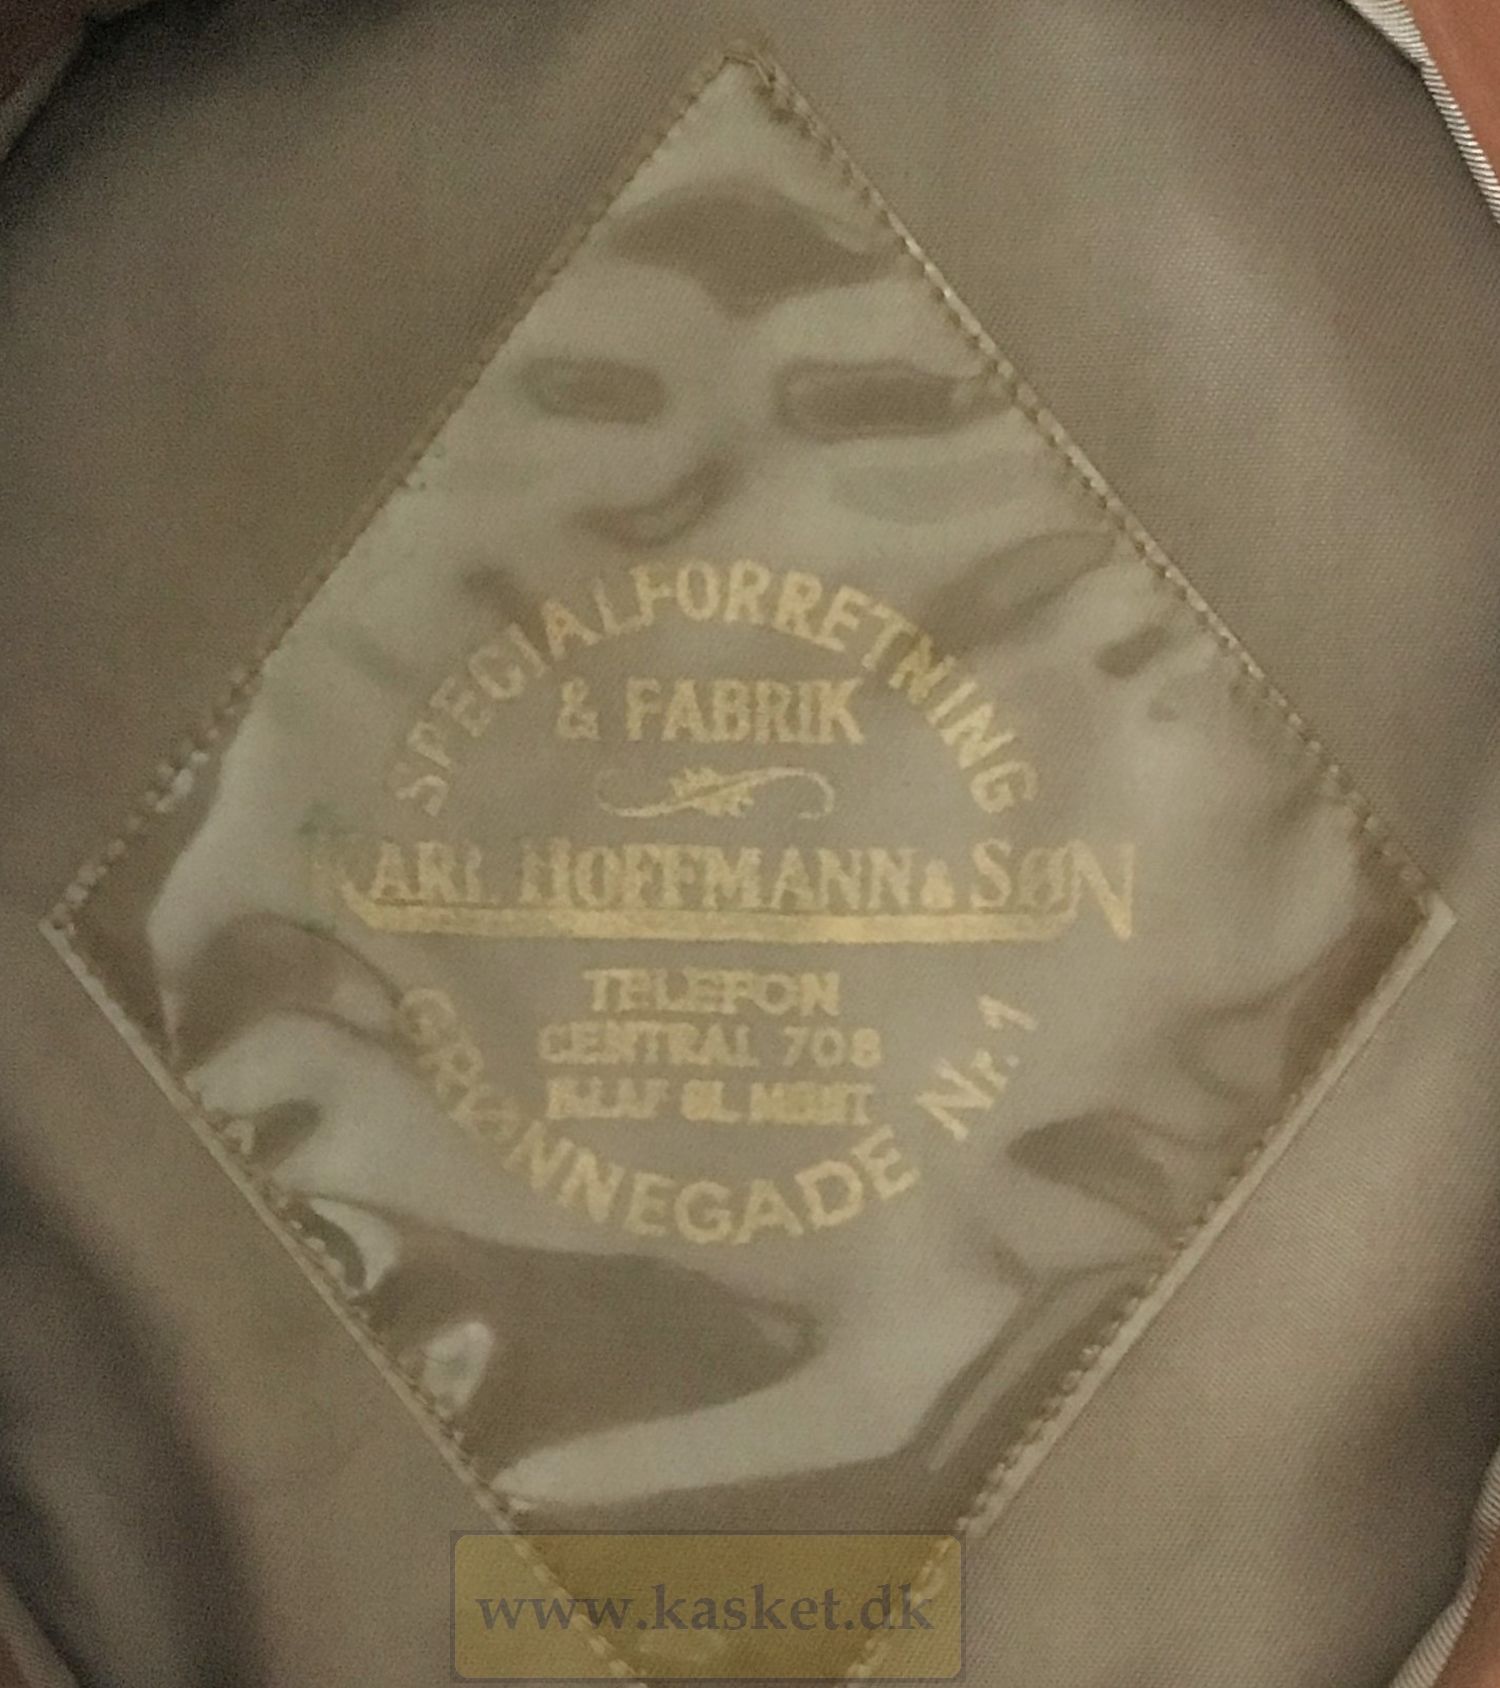 SPECIALFORRETNING
& FABRIK
KARL HOFFMANN & SØN
TELEFON
CENTRAL 708
GRØNNEGADE Nr. 1
www.kasket.dk